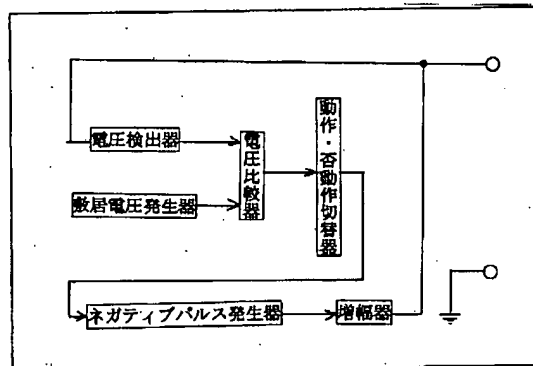 電圧検出器
敷居電圧発生器
電圧比較器
動作・否動作切替器
ネガティブパルス発生器
増幅器